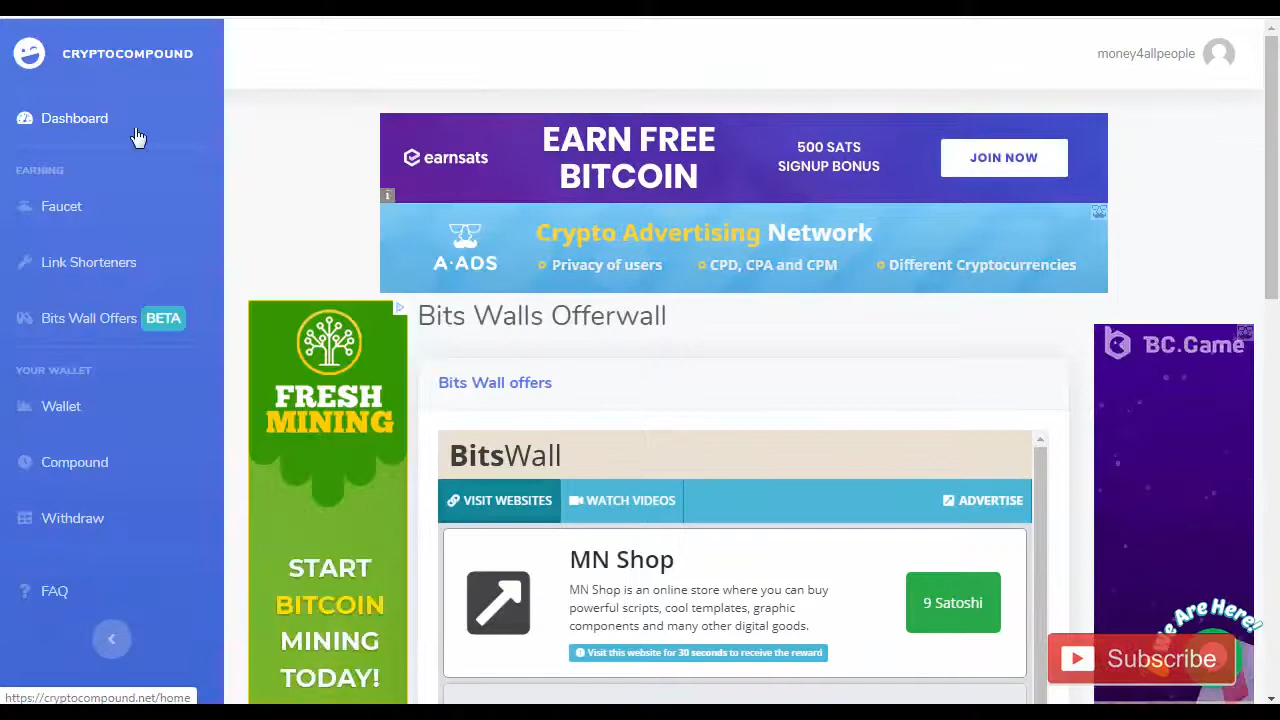 CRYPTOCOMPOUND
money4allpeople
Dashboard
EARNING
Faucet
Link Shorteners
Bits Wall Offers BETA
YOUR WALLET
Wallet
Compound
Withdraw
FAQ
https://cryptocompound.net/home
earnsats
EARN FREE
BITCOIN
500 SATS
SIGNUP BONUS
JOIN NOW
A-ADS
Crypto Advertising Network
Privacy of users
CPD, CPA and CPM
Different Cryptocurrencies
FRESH
MINING
START
BITCOIN
MINING
TODAY!
Bits Walls Offerwall
Bits Wall offers
BitsWall
VISIT WEBSITES
WATCH VIDEOS
ADVERTISE
MN Shop
MN Shop is an online store where you can buy
powerful scripts, cool templates, graphic
components and many other digital goods.
Visit this website for 30 seconds to receive the reward
9 Satoshi
BC.Game
We Are Here!
Subscribe